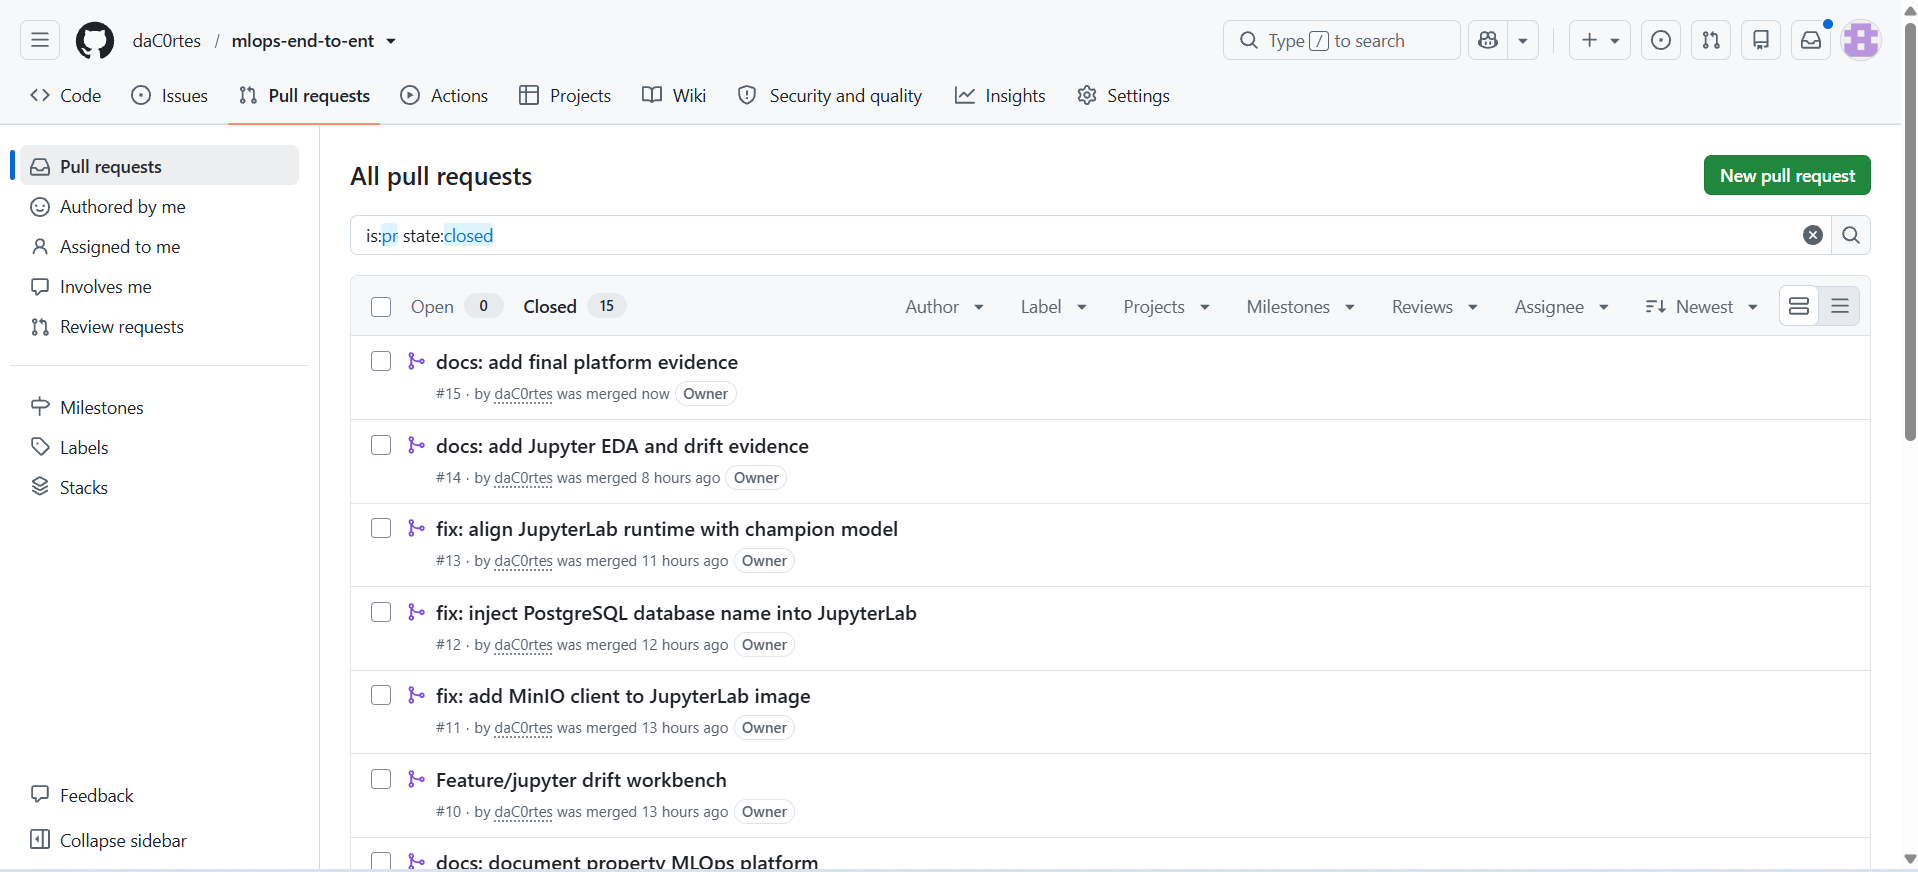 daC0rtes / mlops-end-to-ent
Type / to search
Code
Issues
Pull requests
Actions
Projects
Wiki
Security and quality
Insights
Settings
Pull requests
Authored by me
Assigned to me
Involves me
Review requests
Milestones
Labels
Stacks
Feedback
Collapse sidebar
All pull requests
New pull request
is:pr state:closed
Open 0 Closed 15 Author Label Projects Milestones Reviews Assignee Newest
docs: add final platform evidence
#15 · by daC0rtes was merged now Owner
docs: add Jupyter EDA and drift evidence
#14 · by daC0rtes was merged 8 hours ago Owner
fix: align JupyterLab runtime with champion model
#13 · by daC0rtes was merged 11 hours ago Owner
fix: inject PostgreSQL database name into JupyterLab
#12 · by daC0rtes was merged 12 hours ago Owner
fix: add MinIO client to JupyterLab image
#11 · by daC0rtes was merged 13 hours ago Owner
Feature/jupyter drift workbench
#10 · by daC0rtes was merged 13 hours ago Owner
docs: document property MLOps platform